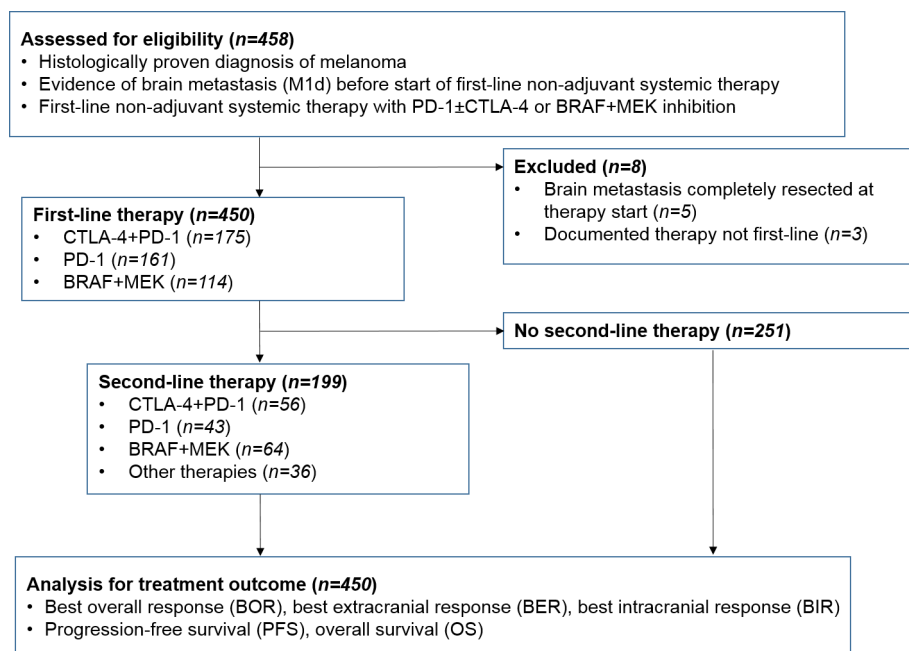 Assessed for eligibility (n=458)
• Histologically proven diagnosis of melanoma
• Evidence of brain metastasis (M1d) before start of first-line non-adjuvant systemic therapy
• First-line non-adjuvant systemic therapy with PD-1±CTLA-4 or BRAF+MEK inhibition
Excluded (n=8)
• Brain metastasis completely resected at
therapy start (n=5)
• Documented therapy not first-line (n=3)
First-line therapy (n=450)
• CTLA-4+PD-1 (n=175)
• PD-1 (n=161)
• BRAF+MEK (n=114)
No second-line therapy (n=251)
Second-line therapy (n=199)
• CTLA-4+PD-1 (n=56)
• PD-1 (n=43)
• BRAF+MEK (n=64)
• Other therapies (n=36)
Analysis for treatment outcome (n=450)
• Best overall response (BOR), best extracranial response (BER), best intracranial response (BIR)
• Progression-free survival (PFS), overall survival (OS)